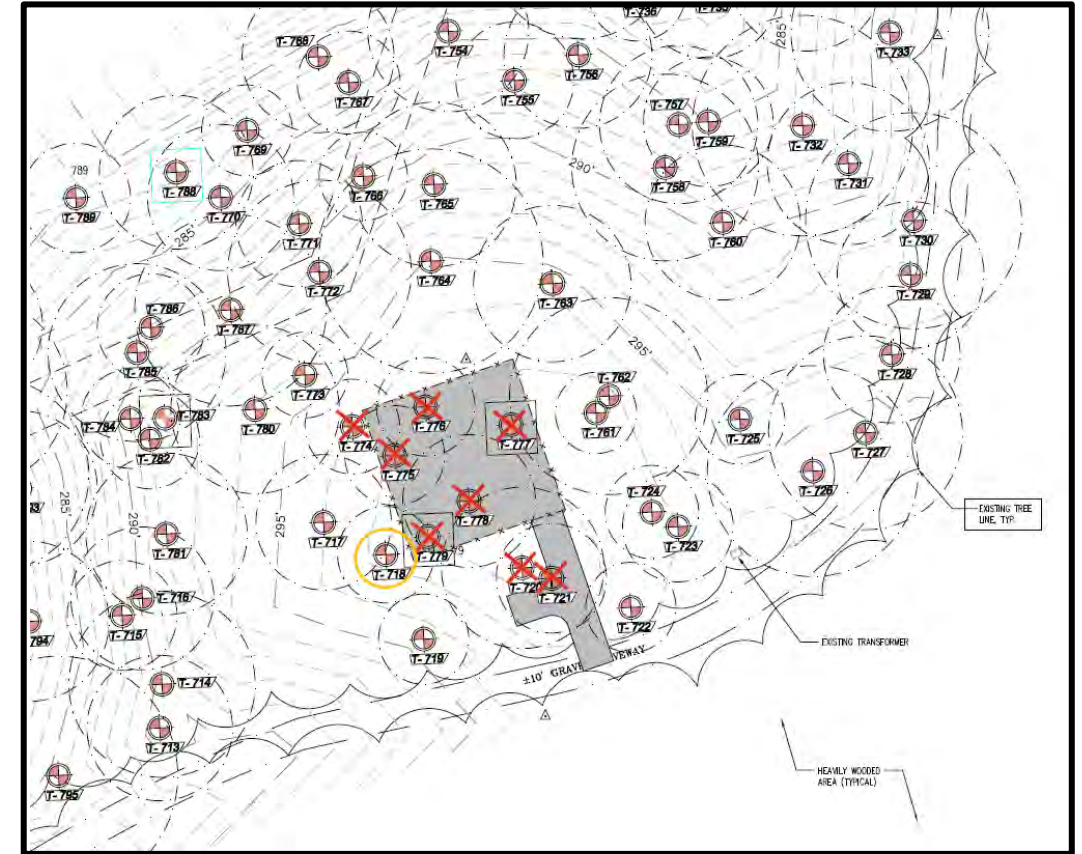 285'
T-733
T-768
T-754
T-756
T-767
T-755
T-757
T-759
T-732
T-769
290'
T-758
T-731
789
T-788
T-766
T-765
T-789
T-770
T-760
T-730
T-771
285'
T-764
T-772
T-763
T-729
T-786
T-787
295'
T-785
T-728
T-773
T-762
T-784
T-783
T-780
T-776
T-761
T-725
T-777
T-727
T-782
T-774
T-775
T-726
T-724
285'
290'
295'
T-778
EXISTING TREE
LINE, TYP.
T-717
T-723
T-781
T-779
T-718
T-720
T-721
T-716
T-715
T-722
794
T-719
EXISTING TRANSFORMER
±10' GRAVE
VEWAY
T-714
T-713
T-795
HEAVILY WOODED
AREA (TYPICAL)